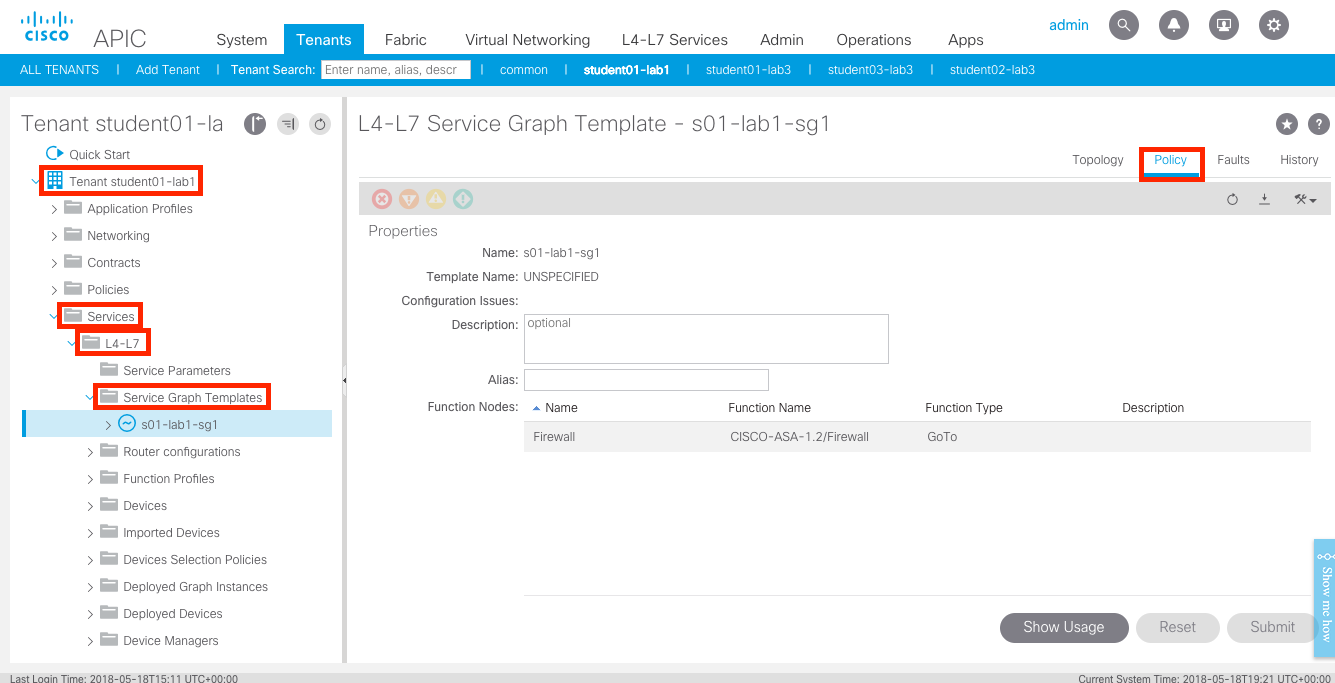 admin
CISCO APIC System Tenants Fabric Virtual Networking L4-L7 Services Admin Operations Apps
ALL TENANTS | Add Tenant | Tenant Search: Enter name, alias, descr | common | student01-lab1 | student01-lab3 | student03-lab3 | student02-lab3
Tenant student01-la
Quick Start
Tenant student01-lab1
Application Profiles
Networking
Contracts
Policies
Services
L4-L7
Service Parameters
Service Graph Templates
s01-lab1-sg1
Router configurations
Function Profiles
Devices
Imported Devices
Devices Selection Policies
Deployed Graph Instances
Deployed Devices
Device Managers
L4-L7 Service Graph Template - s01-lab1-sg1
Topology Policy Faults History
Properties
Name: s01-lab1-sg1
Template Name: UNSPECIFIED
Configuration Issues:
Description: optional
Alias:
Function Nodes: Name Function Name Function Type Description
Firewall CISCO-ASA-1.2/Firewall GoTo
Show me how
Show Usage Reset Submit
Last Login Time: 2018-05-18T15:11 UTC+00:00 Current System Time: 2018-05-18T19:21 UTC+00:00